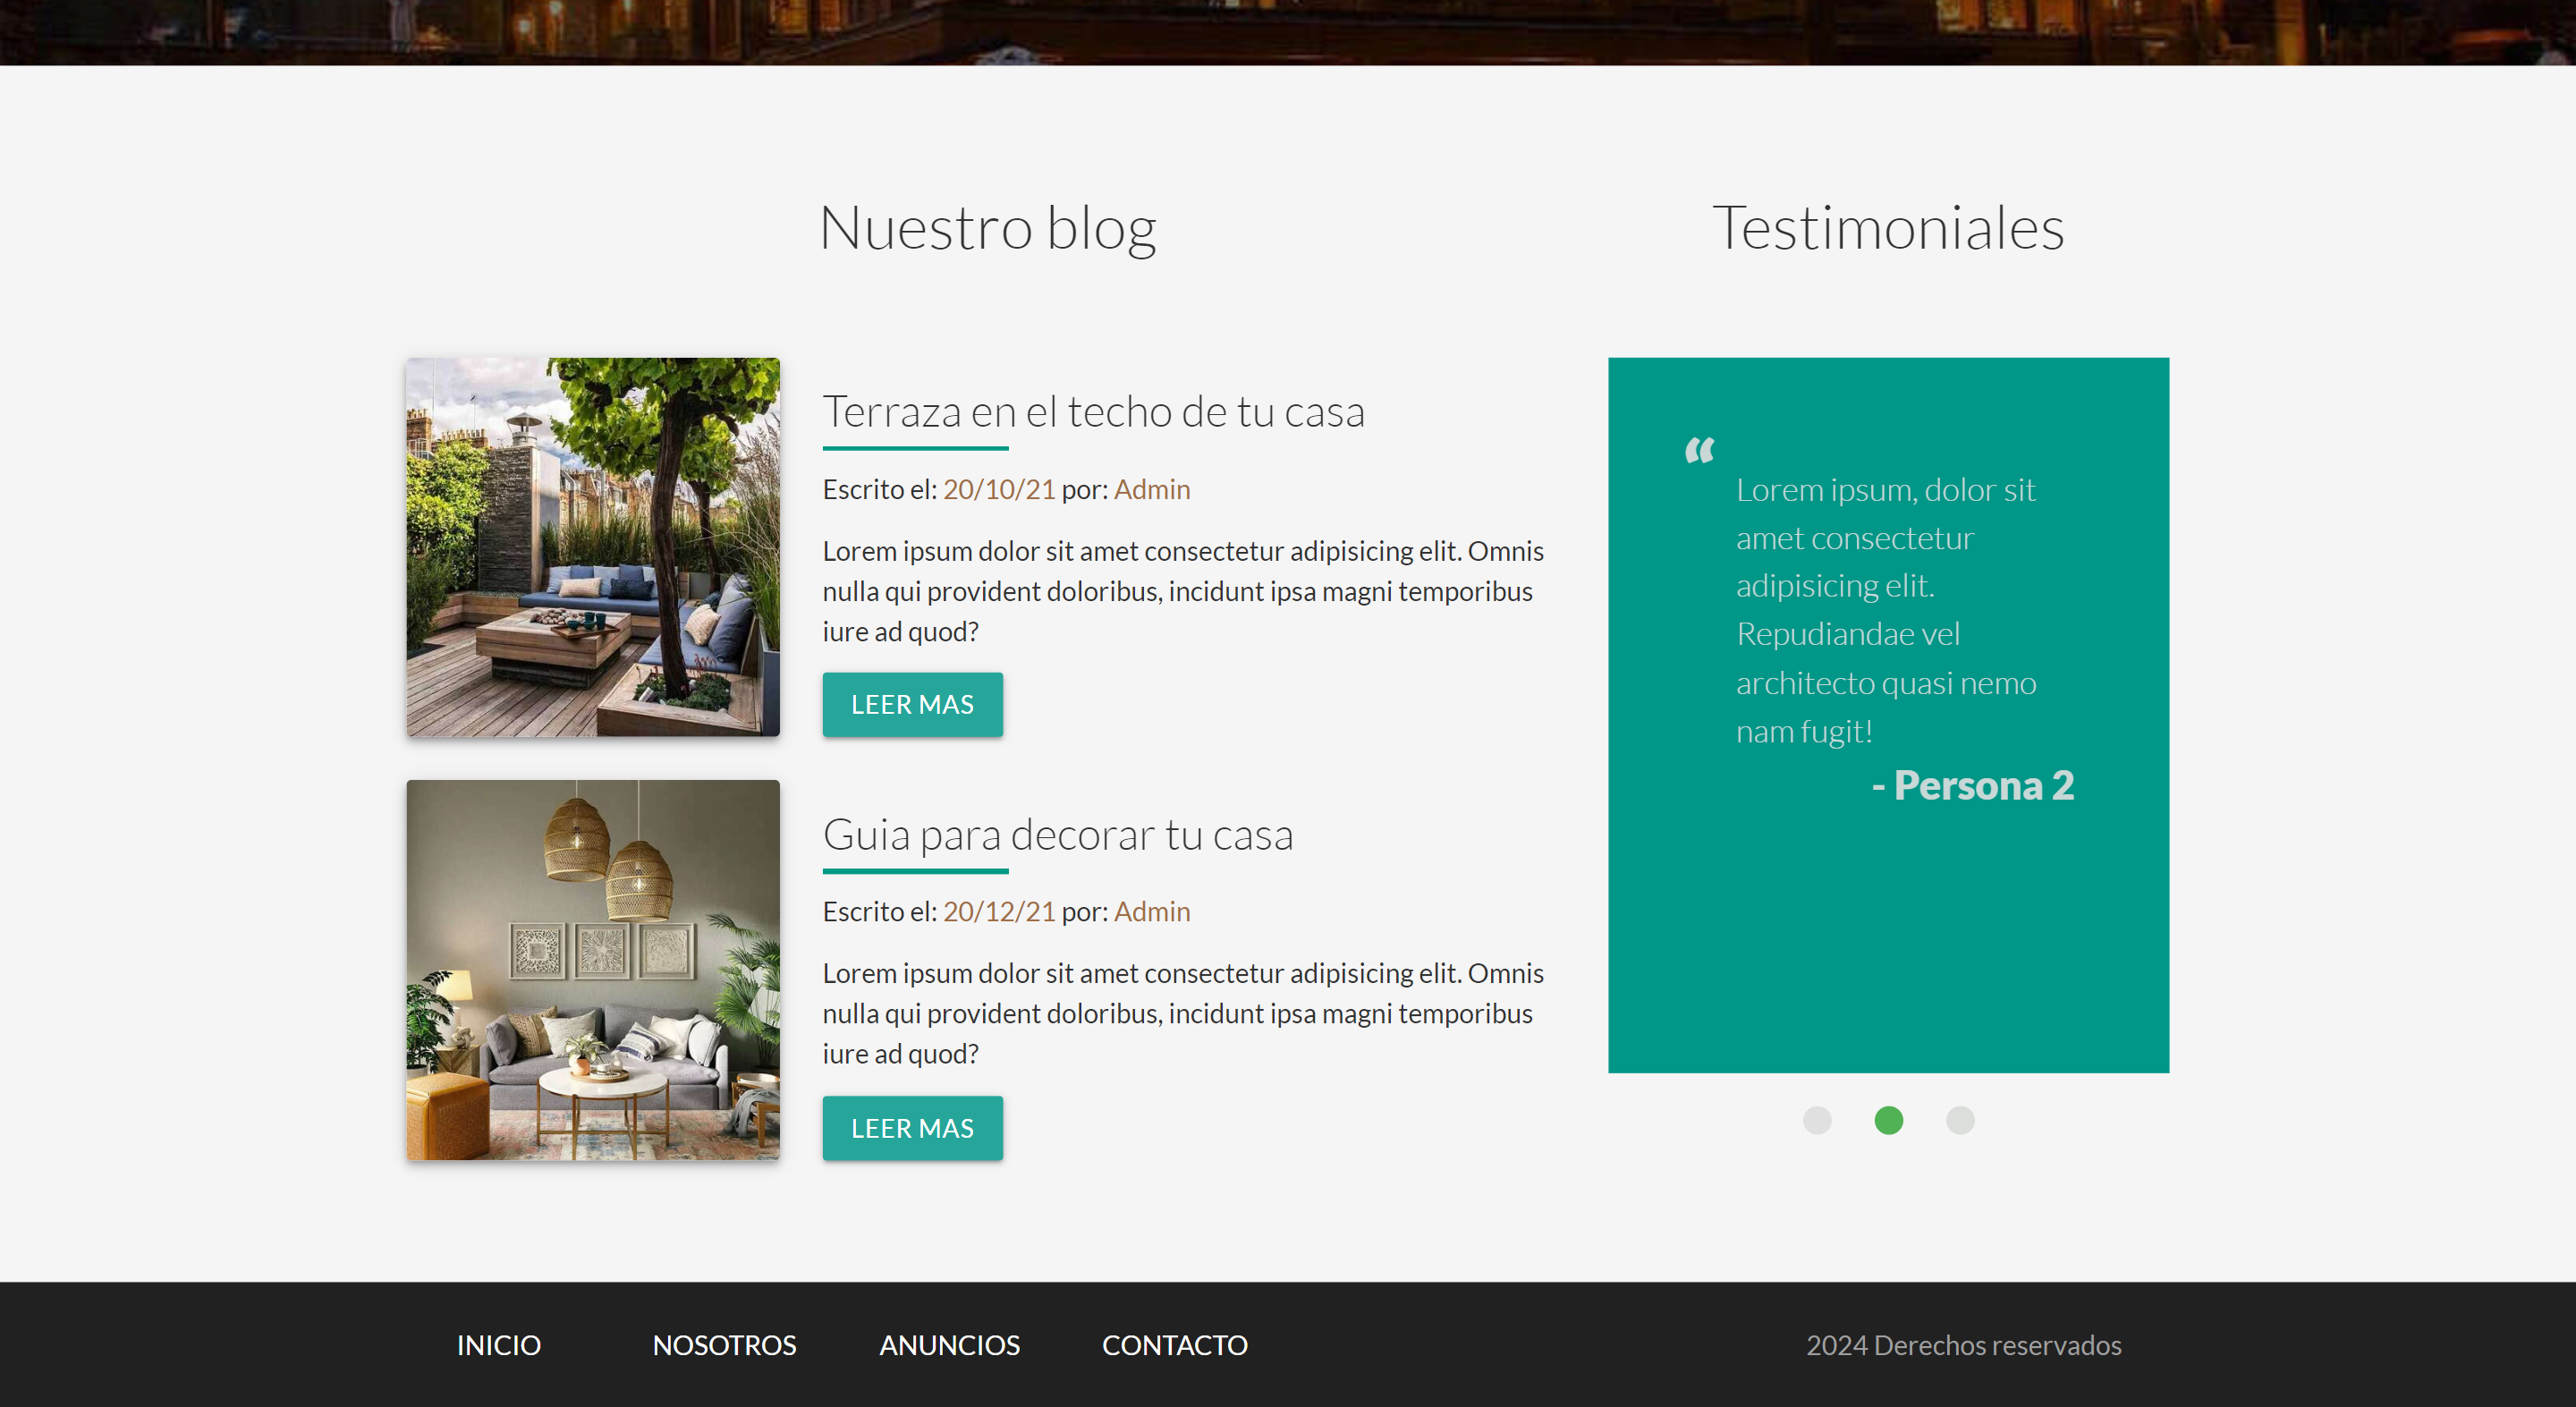 Nuestro blog
Terraza en el techo de tu casa
Escrito el: 20/10/21 por: Admin
Lorem ipsum dolor sit amet consectetur adipisicing elit. Omnis
nulla qui provident doloribus, incidunt ipsa magni temporibus
iure ad quod?
LEER MAS
Guia para decorar tu casa
Escrito el: 20/12/21 por: Admin
Lorem ipsum dolor sit amet consectetur adipisicing elit. Omnis
nulla qui provident doloribus, incidunt ipsa magni temporibus
iure ad quod?
LEER MAS
Testimoniales
“
Lorem ipsum, dolor sit
amet consectetur
adipisicing elit.
Repudiandae vel
architecto quasi nemo
nam fugit!
- Persona 2
INICIO NOSOTROS ANUNCIOS CONTACTO
2024 Derechos reservados